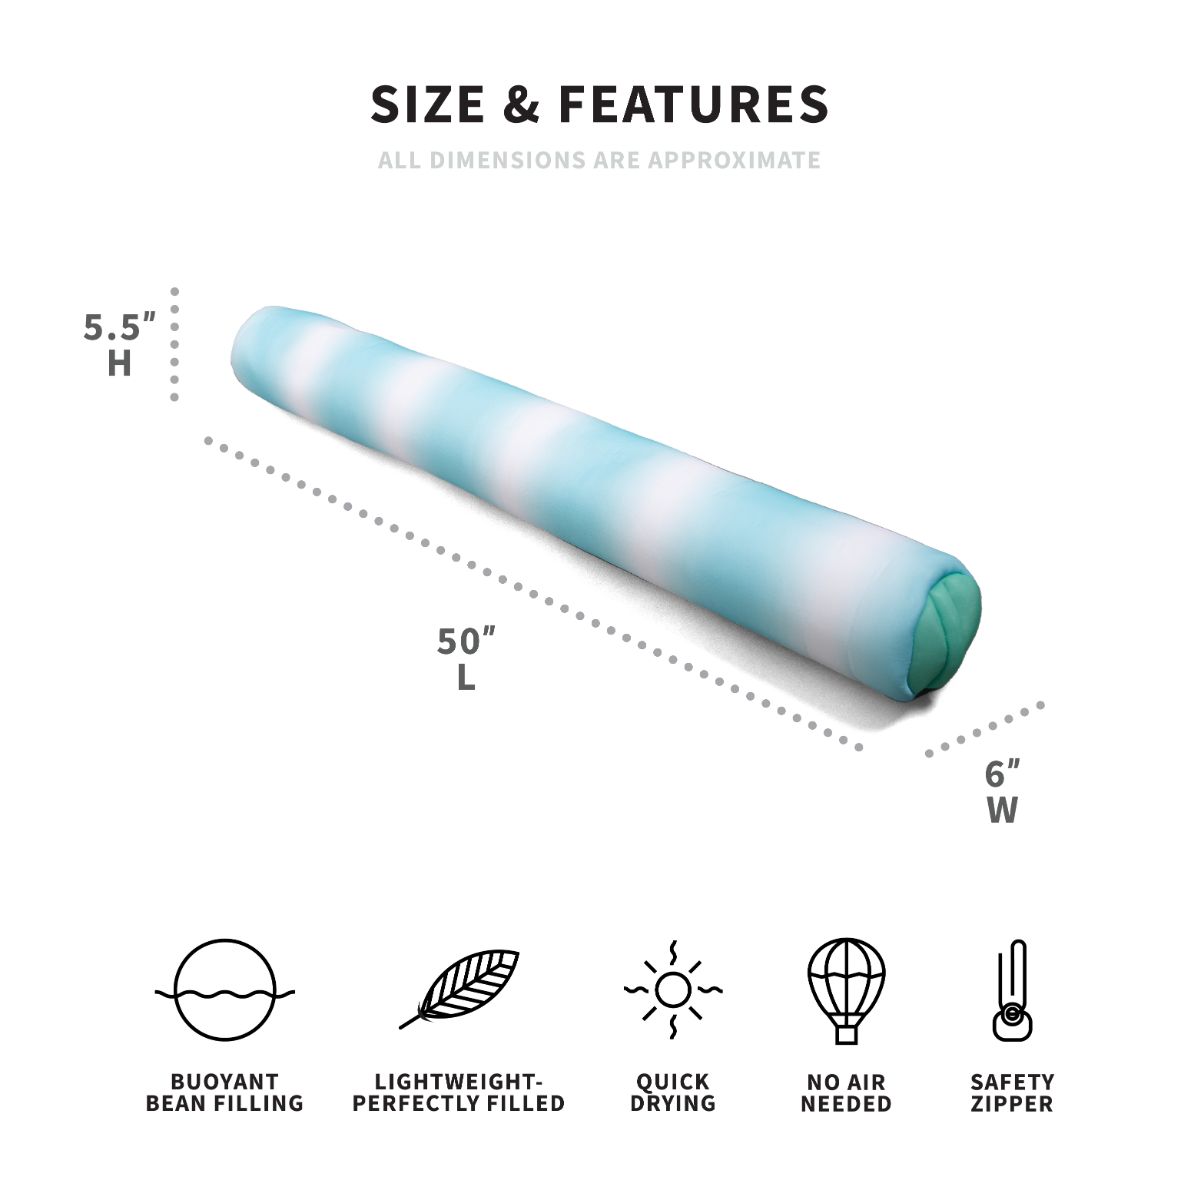 SIZE & FEATURES
ALL DIMENSIONS ARE APPROXIMATE
5.5"
H
50"
L
6"
W
BUOYANT
BEAN FILLING
LIGHTWEIGHT-
PERFECTLY FILLED
QUICK
DRYING
NO AIR
NEEDED
SAFETY
ZIPPER